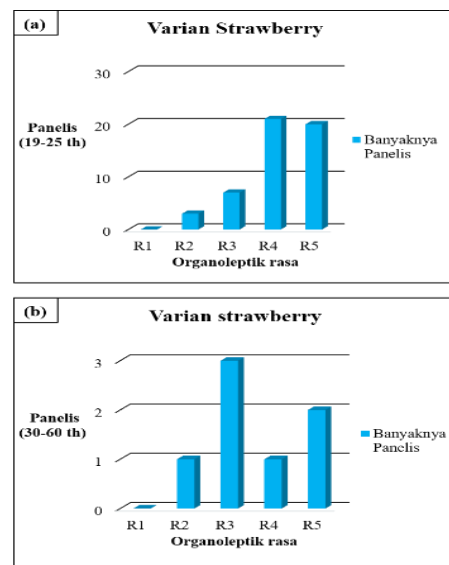 (a)
Varian Strawberry
30
20
10
0
Panelis
(19-25 th)
R1 R2 R3 R4 R5
Organoleptik rasa
Banyaknya
Panelis
(b)
Varian strawberry
3
2
1
0
Panelis
(30-60 th)
R1 R2 R3 R4 R5
Organoleptik rasa
Banyaknya
Panelis